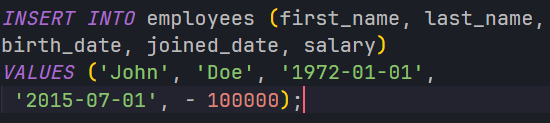 INSERT INTO employees (first_name, last_name,
birth_date, joined_date, salary)
VALUES ('John', 'Doe', '1972-01-01',
'2015-07-01', - 100000);